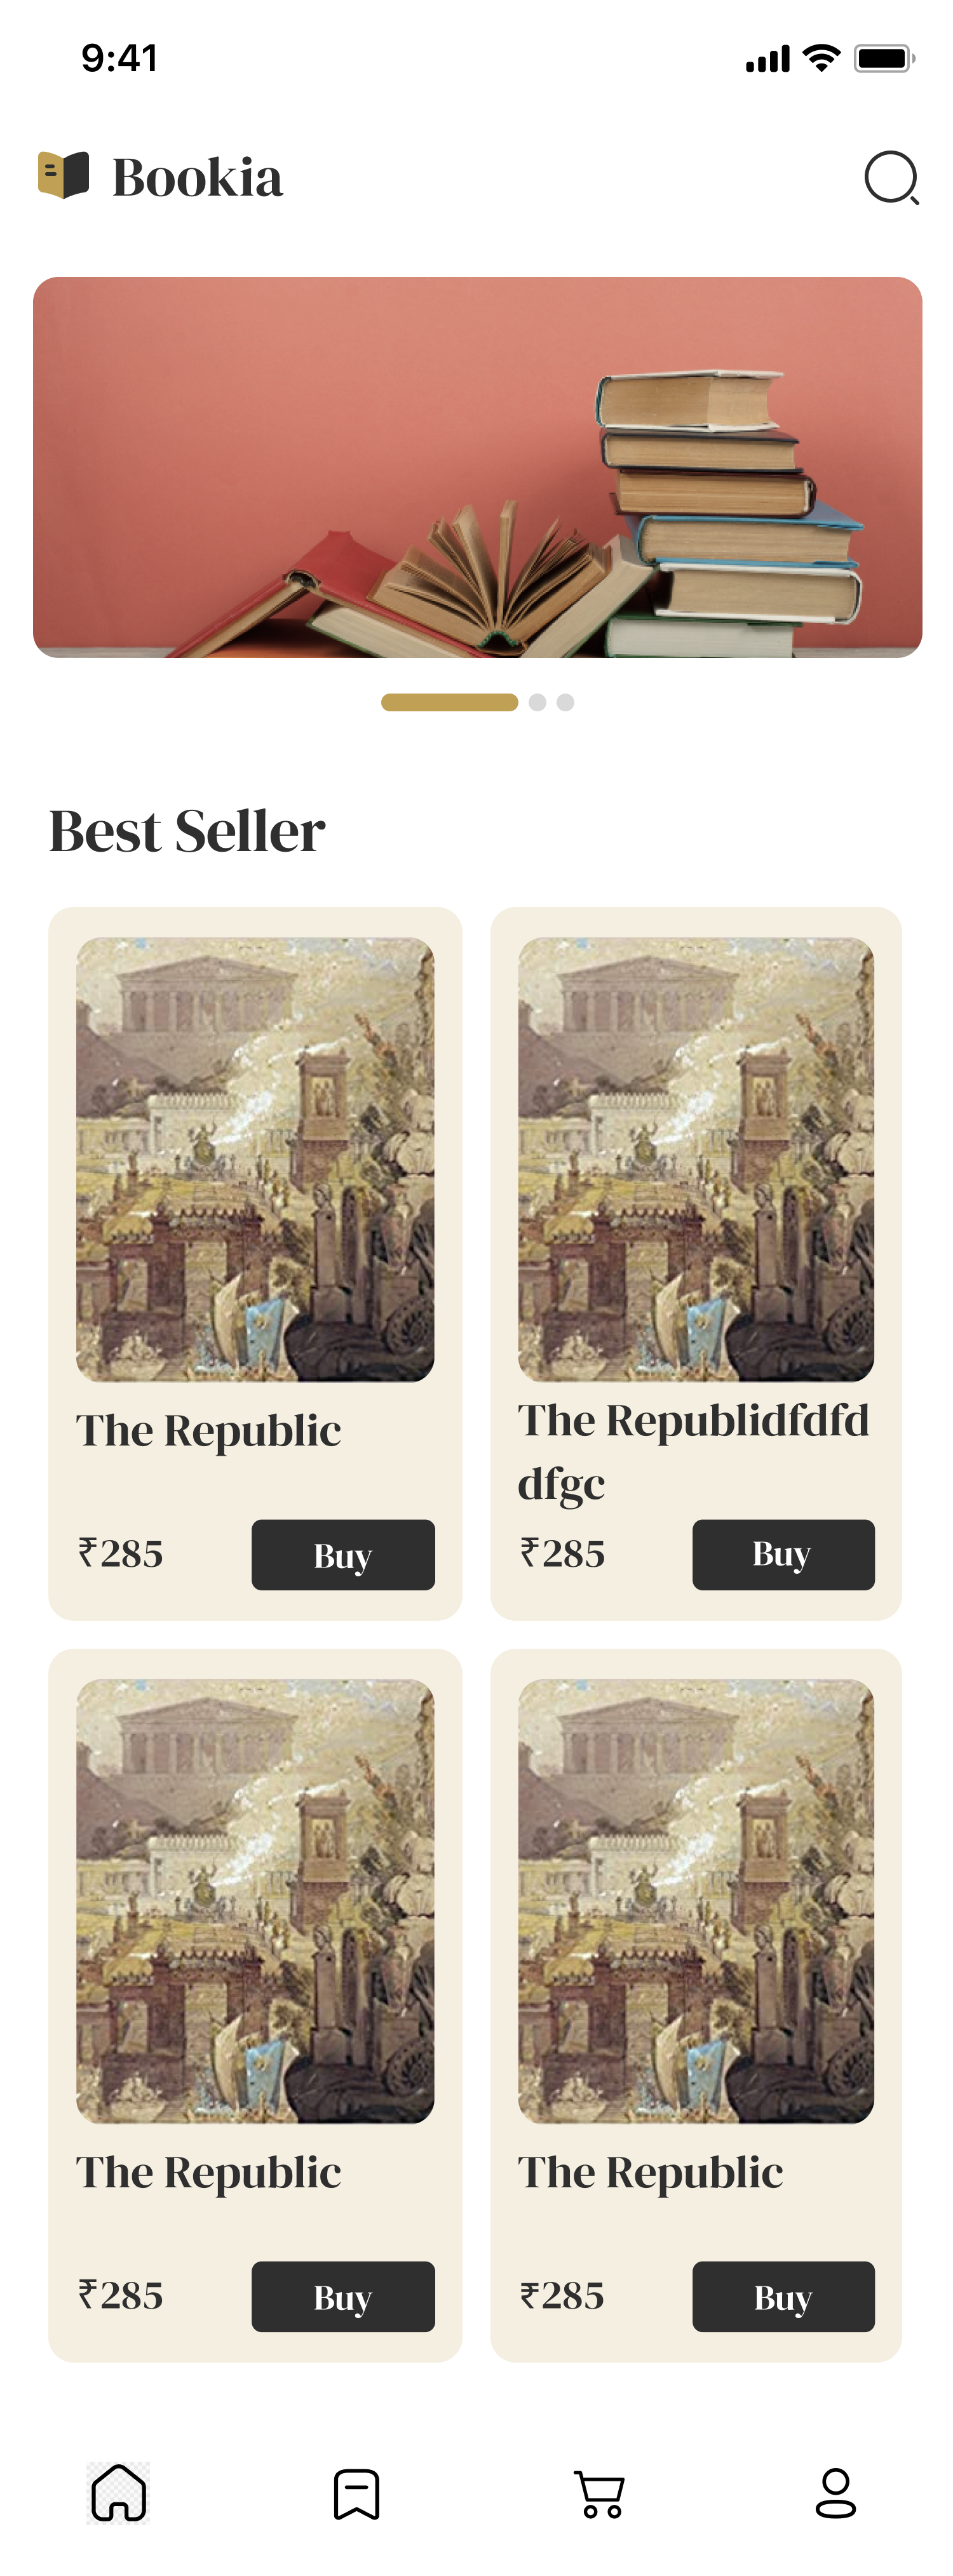 9:41
Bookia
Best Seller
The Republic
₹285
Buy
The Republidfdfd
dfgc
₹285
Buy
The Republic
₹285
Buy
The Republic
₹285
Buy